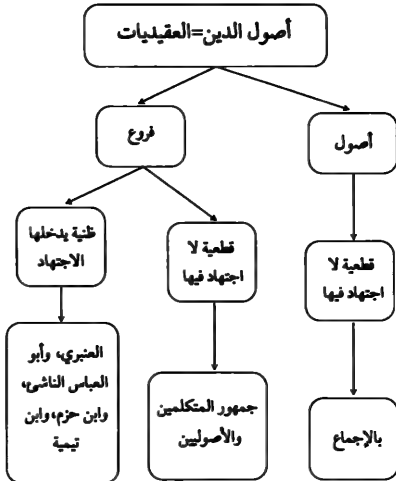 أصول الدين=العقيديات
أصول
فروع
قطعية لا
اجتهاد فيها
قطعية لا
اجتهاد فيها
ظنية يدخلها
الاجتهاد
بالإجماع
جمهور المتكلمين
والأصوليين
العنبري، وأبو
العباس الناشئ،
وابن حزم، وابن
تيمية